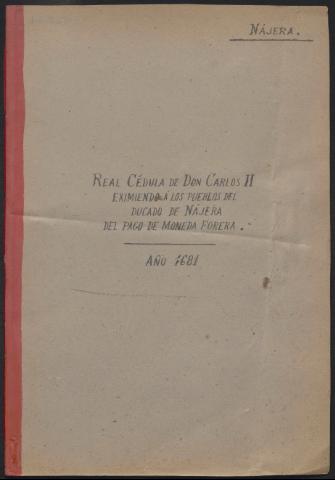 NÁJERA.
REAL CÉDULA DE DON CARLOS II
EXIMIENDO Á LOS PUEBLOS DEL
DUCADO DE NÁJERA
DEL PAGO DE MONEDA FORERA.
AÑO 1681